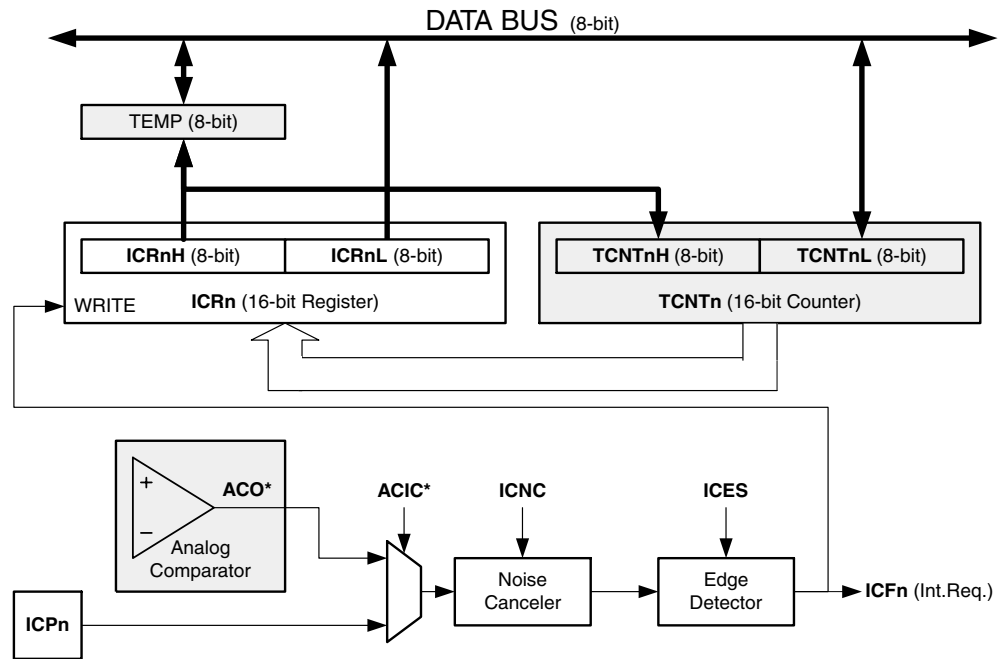 DATA BUS (8-bit)
TEMP (8-bit)
ICRnH (8-bit)
ICRnL (8-bit)
TCNTnH (8-bit)
TCNTnL (8-bit)
WRITE
ICRn (16-bit Register)
TCNTn (16-bit Counter)
+
−
ACO*
Analog
Comparator
ACIC*
ICNC
ICES
Noise
Canceler
Edge
Detector
ICFn (Int.Req.)
ICPn